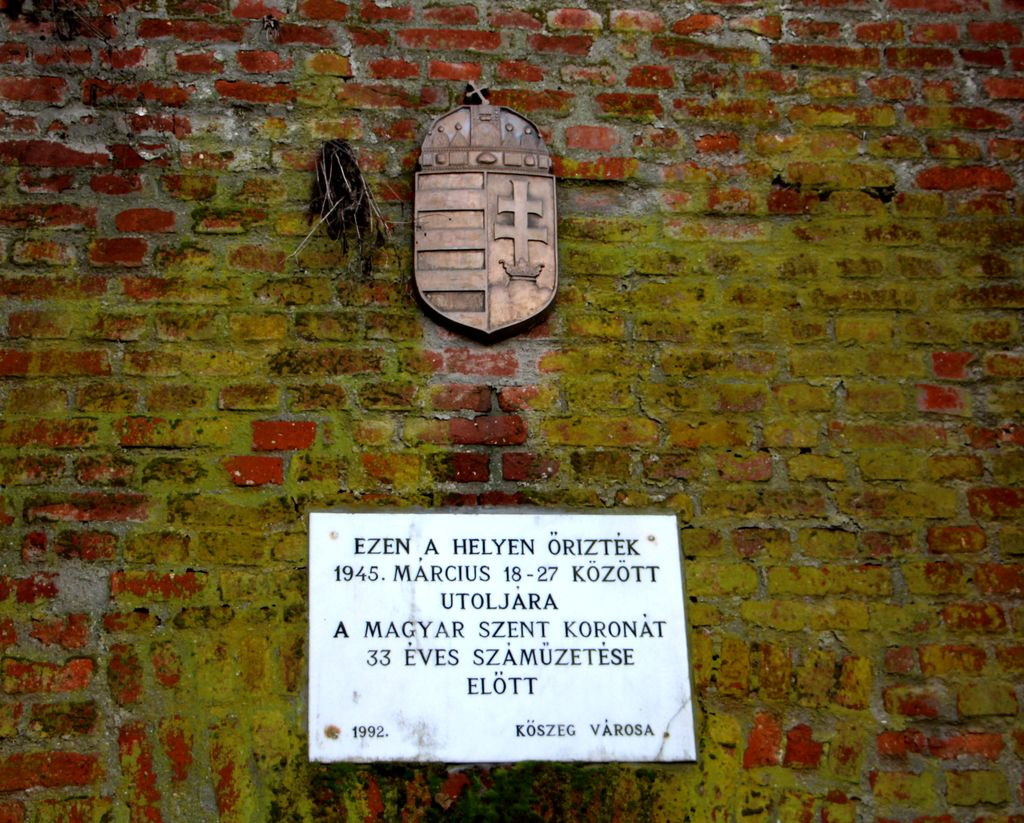 EZEN A HELYEN ŐRIZTÉK
1945. MÁRCIUS 18-27 KÖZÖTT
UTOLJÁRA
A MAGYAR SZENT KORONÁT
33 ÉVES SZÁMŰZETÉSE
ELŐTT
1992. KŐSZEG VÁROSA